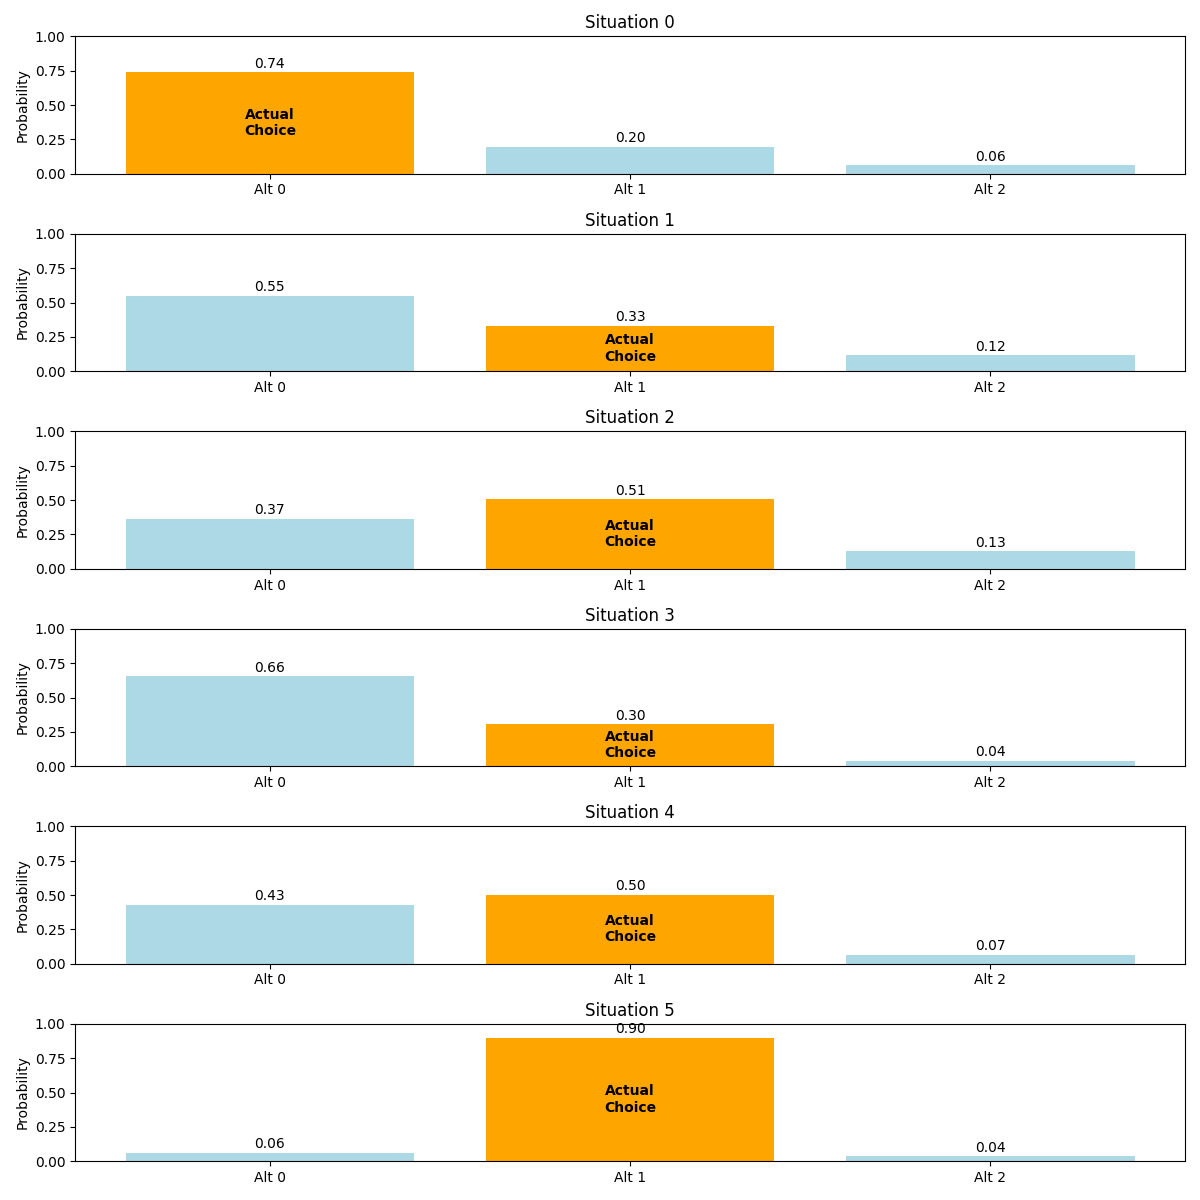 Situation 0
1.00
0.75
0.50
0.25
0.00
Probability
0.74
0.20
0.06
Actual
Choice
Alt 0
Alt 1
Alt 2
Situation 1
1.00
0.75
0.50
0.25
0.00
Probability
0.55
0.33
0.12
Actual
Choice
Alt 0
Alt 1
Alt 2
Situation 2
1.00
0.75
0.50
0.25
0.00
Probability
0.37
0.51
0.13
Actual
Choice
Alt 0
Alt 1
Alt 2
Situation 3
1.00
0.75
0.50
0.25
0.00
Probability
0.66
0.30
0.04
Actual
Choice
Alt 0
Alt 1
Alt 2
Situation 4
1.00
0.75
0.50
0.25
0.00
Probability
0.43
0.50
0.07
Actual
Choice
Alt 0
Alt 1
Alt 2
Situation 5
1.00
0.75
0.50
0.25
0.00
Probability
0.06
0.90
0.04
Actual
Choice
Alt 0
Alt 1
Alt 2